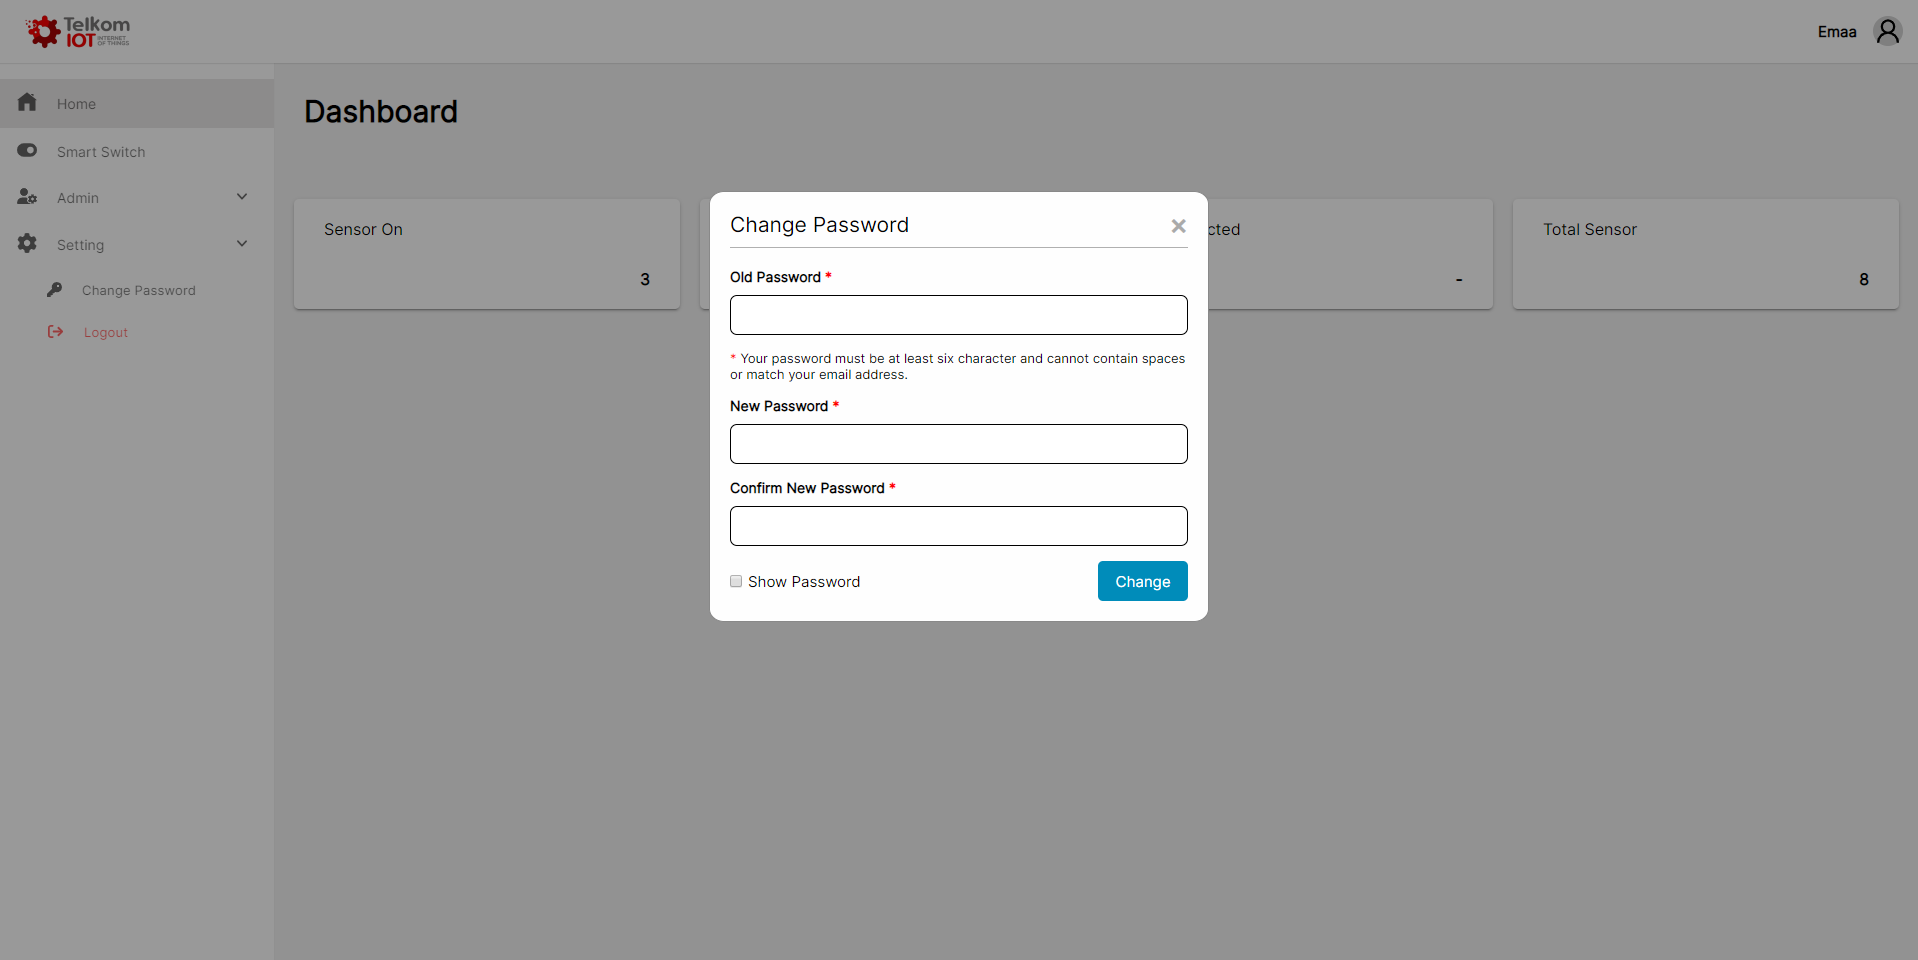 Telkom
IOT INTERNET OF THINGS
Emaa
Home
Smart Switch
Admin
Setting
Change Password
Logout
Dashboard
Sensor On
3
cted
-
Total Sensor
8
Change Password
Old Password *
* Your password must be at least six character and cannot contain spaces
or match your email address.
New Password *
Confirm New Password *
Show Password
Change